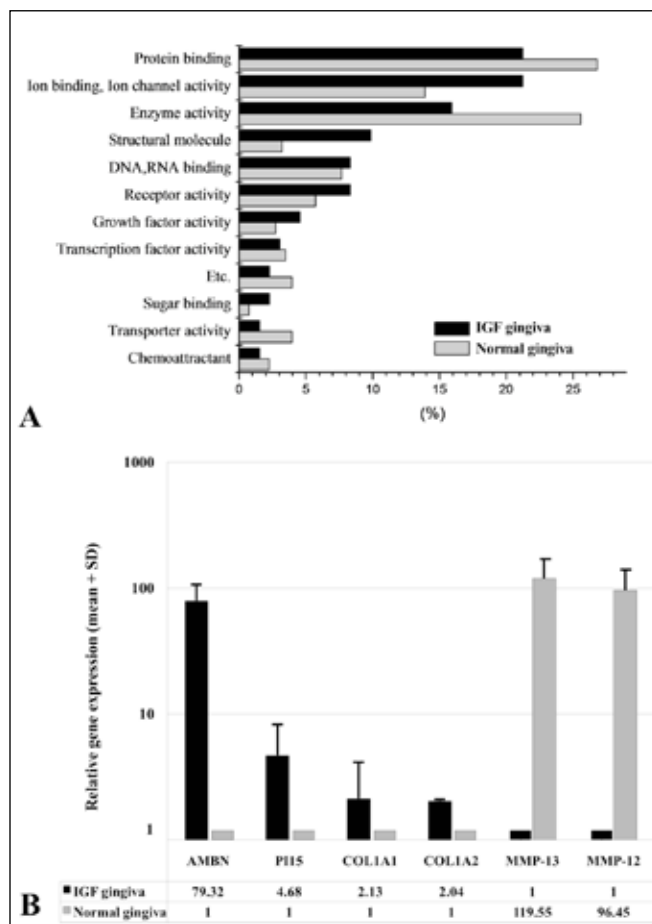 Protein binding
Ion binding, Ion channel activity
Enzyme activity
Structural molecule
DNA,RNA binding
Receptor activity
Growth factor activity
Transcription factor activity
Etc.
Sugar binding
Transporter activity
Chemoattractant
IGF gingiva
Normal gingiva
0 5 10 15 20 25
(%)
A
Relative gene expression (mean + SD)
1000
100
10
1
AMBN PI15 COL1A1 COL1A2 MMP-13 MMP-12
IGF gingiva 79.32 4.68 2.13 2.04 1 1
Normal gingiva 1 1 1 1 119.55 96.45
B